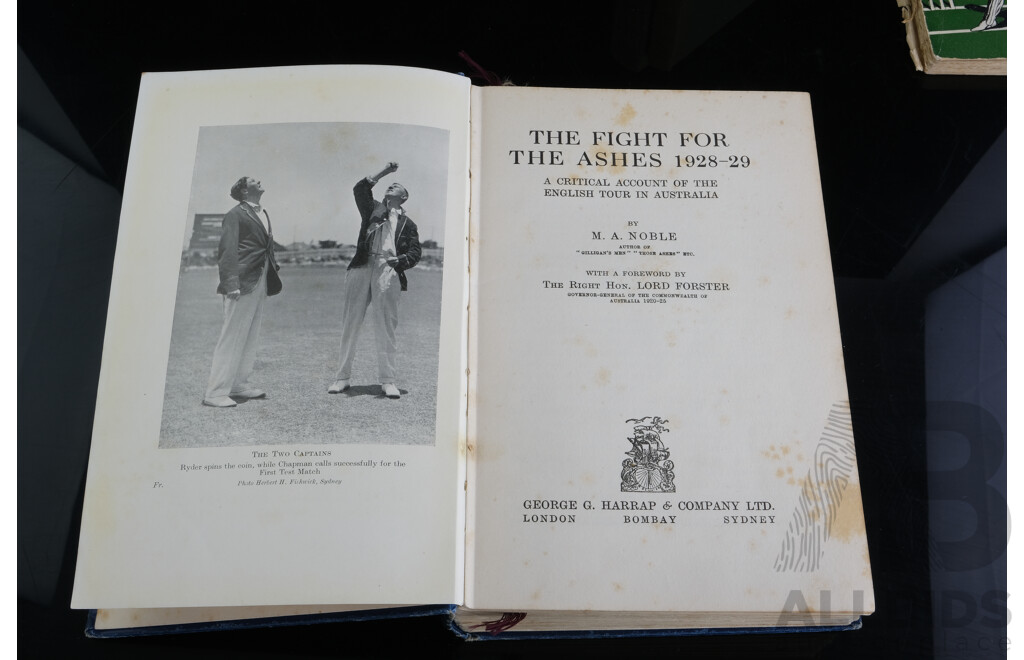 THE TWO CAPTAINS
Ryder spins the coin, while Chapman calls successfully for the
First Test Match
Fr.
Photo Herbert H. Fishwick, Sydney
THE FIGHT FOR
THE ASHES 1928-29
A CRITICAL ACCOUNT OF THE
ENGLISH TOUR IN AUSTRALIA
BY
M. A. NOBLE
AUTHOR OF
"GILLIGAN'S MEN" "THOSE ASHES" ETC.
WITH A FOREWORD BY
THE RIGHT HON. LORD FORSTER
GOVERNOR-GENERAL OF THE COMMONWEALTH OF
AUSTRALIA 1920-25
GEORGE G. HARRAP & COMPANY LTD.
LONDON BOMBAY SYDNEY
ALLBIDS